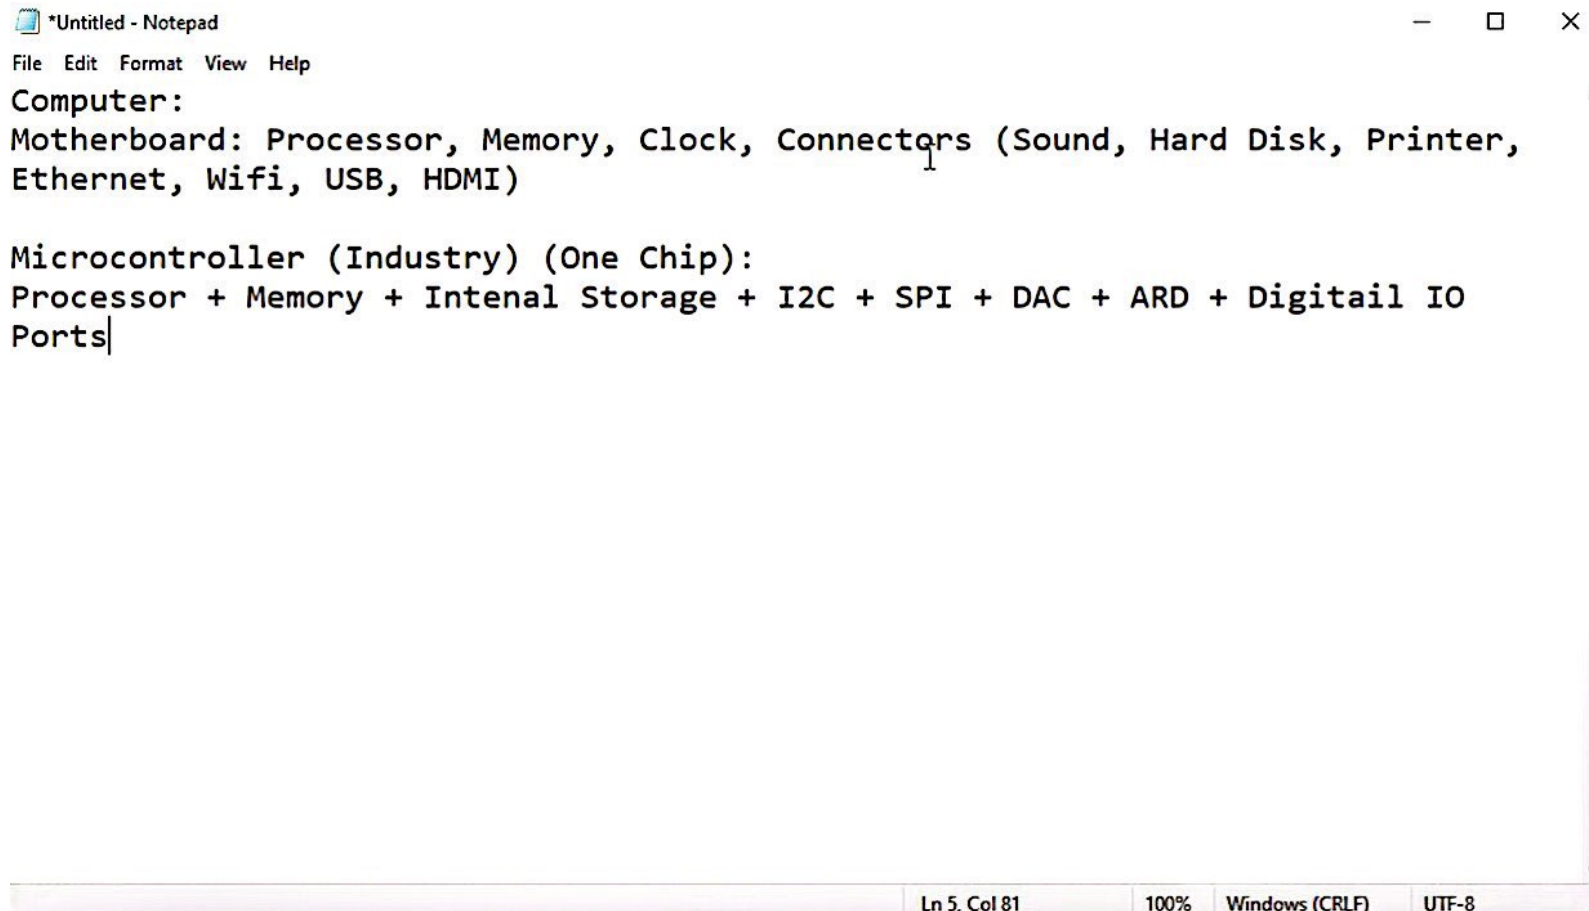 *Untitled - Notepad
File Edit Format View Help
Computer:
Motherboard: Processor, Memory, Clock, Connectors (Sound, Hard Disk, Printer,
Ethernet, Wifi, USB, HDMI)
Microcontroller (Industry) (One Chip):
Processor + Memory + Intenal Storage + I2C + SPI + DAC + ARD + Digitail IO
Ports
Ln 5, Col 81 100% Windows (CRLF) UTF-8